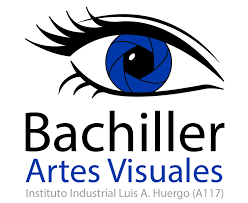 Bachiller
Artes Visuales
Instituto Industrial Luis A. Huergo (A117)